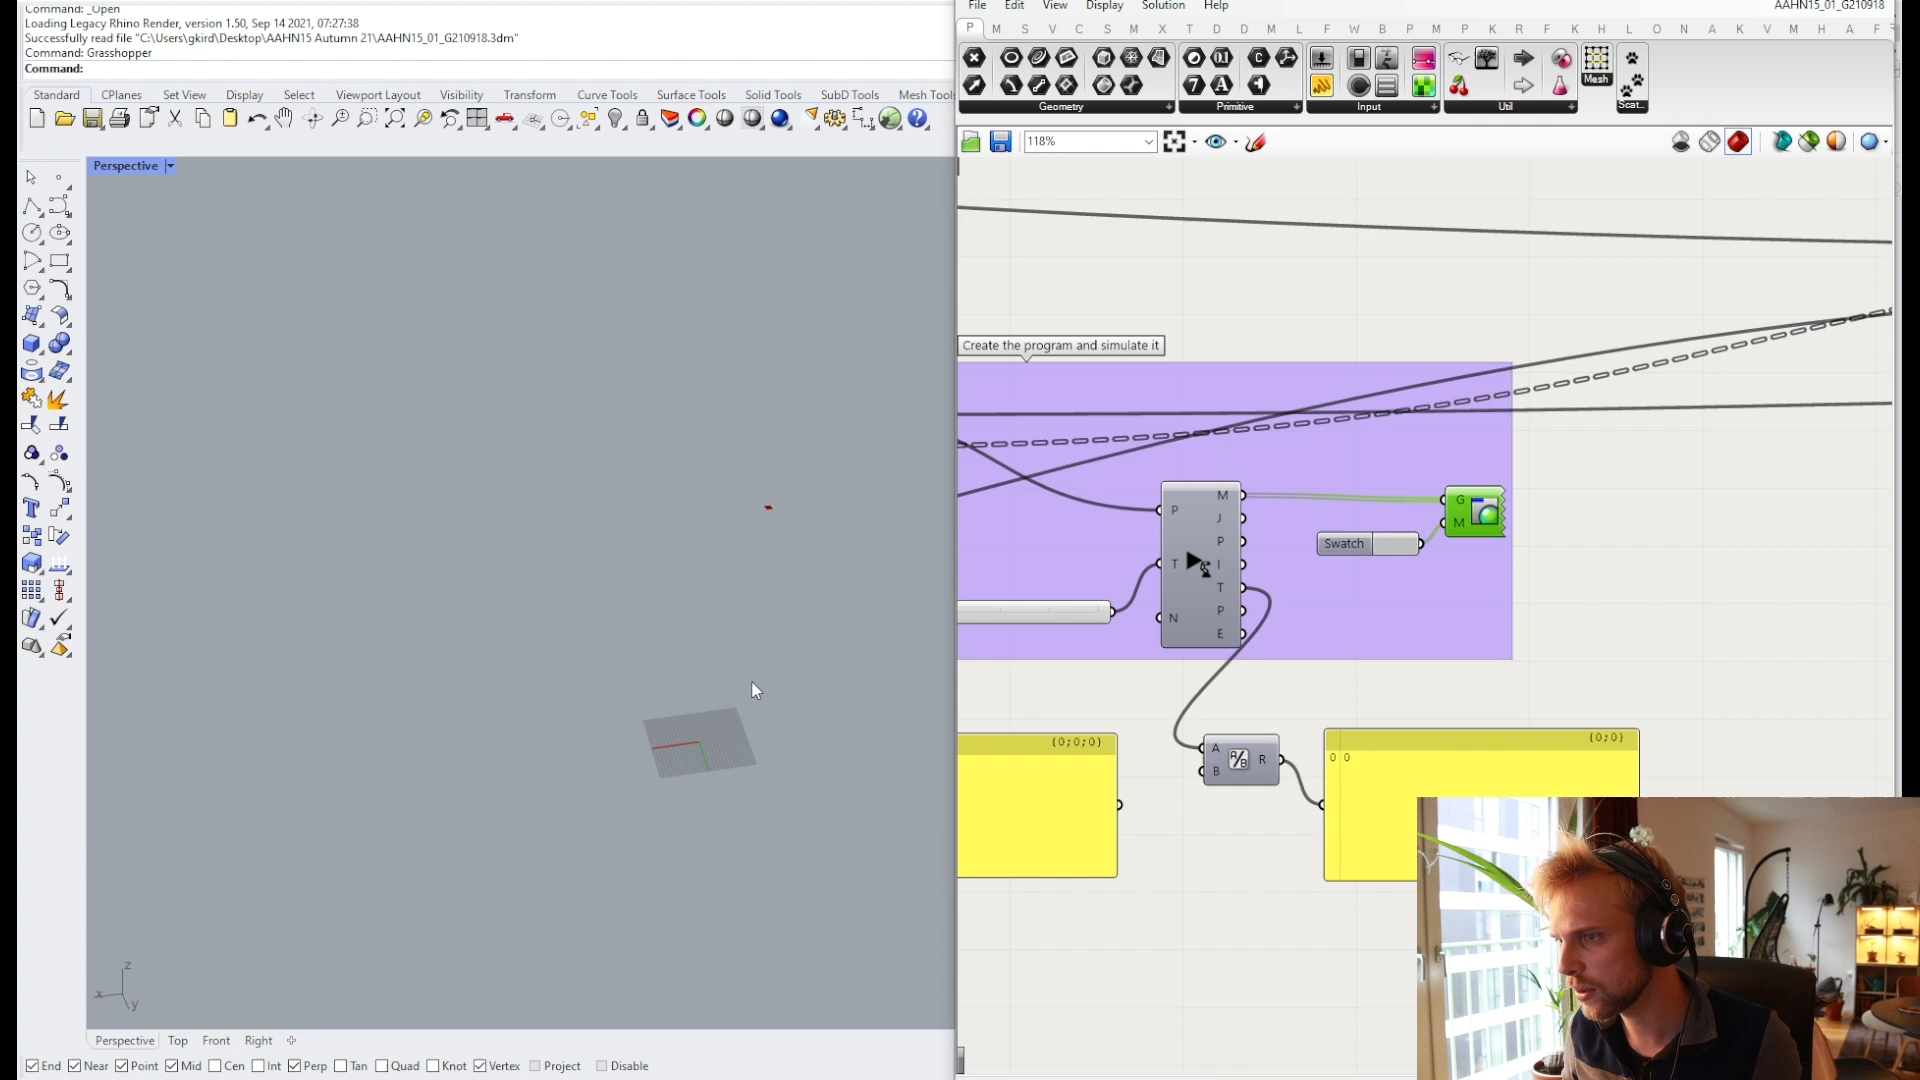 Command: _Open
Loading Legacy Rhino Render, version 1.50, Sep 14 2021, 07:27:38
Successfully read file "C:\Users\gkird\Desktop\AAHN15 Autumn 21\AAHN15_01_G210918.3dm"
Command: Grasshopper
Command:
Standard CPlanes Set View Display Select Viewport Layout Visibility Transform Curve Tools Surface Tools Solid Tools SubD Tools Mesh Tools
Perspective
z
x
y
Perspective Top Front Right
End Near Point Mid Cen Int Perp Tan Quad Knot Vertex Project Disable
File Edit View Display Solution Help AAHN15_01_G210918
P M S V C S M X T D D M L F W B P M P K R F K H L O N A K V M H A F
Mesh
Scat..
Geometry Primitive Input Util
118%
Create the program and simulate it
P
T
N
M
J
P
I
T
P
E
G
M
Swatch
{0;0;0}
A
B
A/B
R
{0;0}
0 0